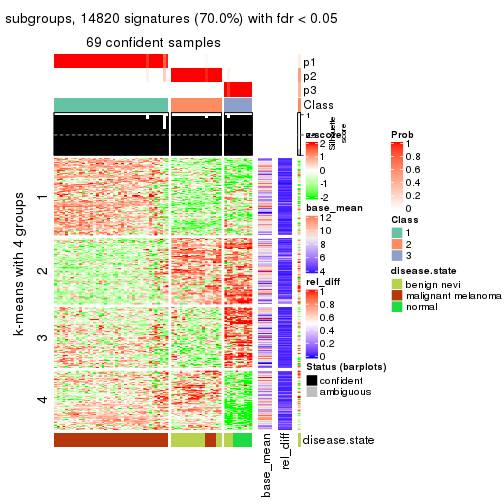 subgroups, 14820 signatures (70.0%) with fdr < 0.05
69 confident samples
p1
p2
p3
Class
1
Silhouette
score
k-means with 4 groups
1
2
3
4
base_mean
rel_diff
disease.state
z-score
2
1
0
-1
-2
base_mean
12
10
8
6
4
rel_diff
1
0.8
0.6
0.4
0.2
0
Status (barplots)
confident
ambiguous
Prob
1
0.8
0.6
0.4
0.2
0
Class
1
2
3
disease.state
benign nevi
malignant melanoma
normal